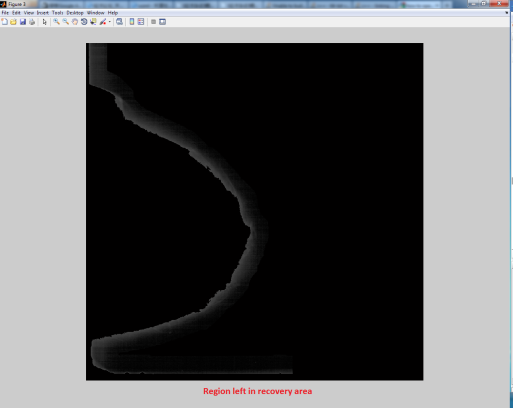 Figure 3
File Edit View Insert Tools Desktop Window Help
Region left in recovery area